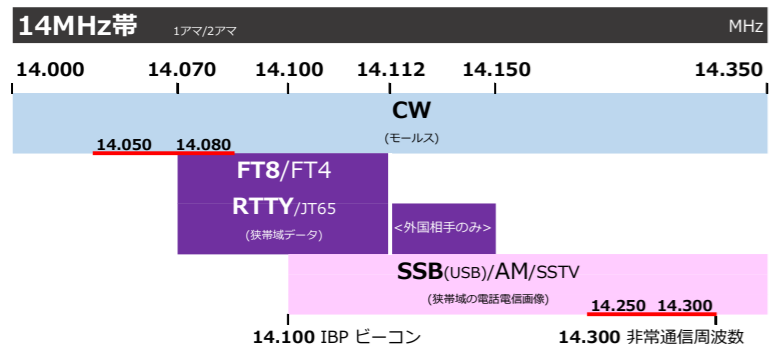 14MHz帯 1アマ/2アマ MHz
14.000 14.070 14.100 14.112 14.150 14.350
CW
(モールス)
14.050 14.080
FT8/FT4
RTTY/JT65
(狭帯域データ)
<外国相手のみ>
SSB(USB)/AM/SSTV
(狭帯域の電話電信画像)
14.250 14.300
14.100 IBP ビーコン 14.300 非常通信周波数